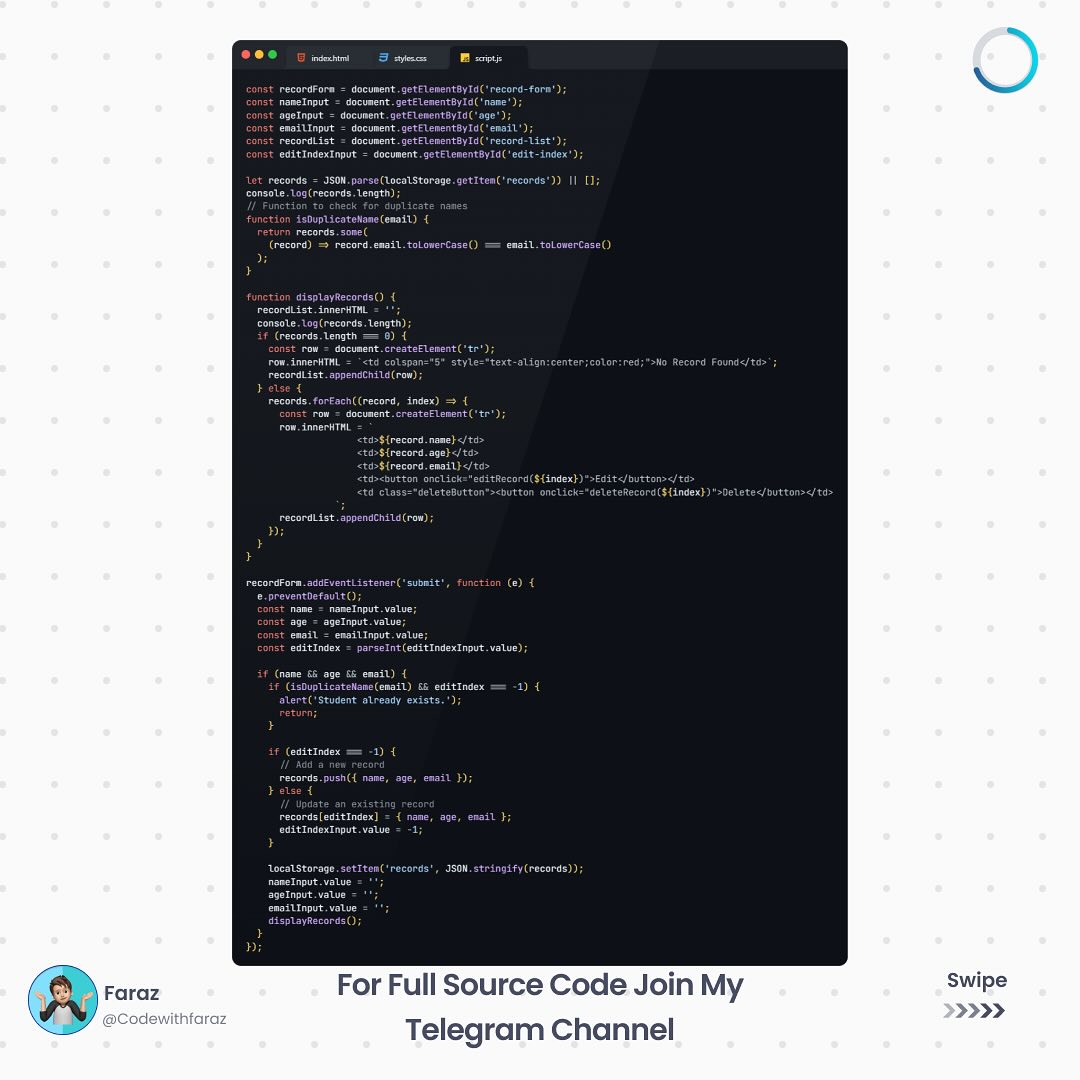 index.html styles.css script.js
const recordForm = document.getElementById('record-form');
const nameInput = document.getElementById('name');
const ageInput = document.getElementById('age');
const emailInput = document.getElementById('email');
const recordList = document.getElementById('record-list');
const editIndexInput = document.getElementById('edit-index');
let records = JSON.parse(localStorage.getItem('records')) || [];
console.log(records.length);
// Function to check for duplicate names
function isDuplicateName(email) {
  return records.some(
    (record) => record.email.toLowerCase() === email.toLowerCase()
  );
}
function displayRecords() {
  recordList.innerHTML = '';
  console.log(records.length);
  if (records.length === 0) {
    const row = document.createElement('tr');
    row.innerHTML = `<td colspan="5" style="text-align:center;color:red;">No Record Found</td>`;
    recordList.appendChild(row);
  } else {
    records.forEach((record, index) => {
      const row = document.createElement('tr');
      row.innerHTML = `
                    <td>${record.name}</td>
                    <td>${record.age}</td>
                    <td>${record.email}</td>
                    <td><button onclick="editRecord(${index})">Edit</button></td>
                    <td class="deleteButton"><button onclick="deleteRecord(${index})">Delete</button></td>
                `;
      recordList.appendChild(row);
    });
  }
}
recordForm.addEventListener('submit', function (e) {
  e.preventDefault();
  const name = nameInput.value;
  const age = ageInput.value;
  const email = emailInput.value;
  const editIndex = parseInt(editIndexInput.value);
  if (name && age && email) {
    if (isDuplicateName(email) && editIndex === -1) {
      alert('Student already exists.');
      return;
    }
    if (editIndex === -1) {
      // Add a new record
      records.push({ name, age, email });
    } else {
      // Update an existing record
      records[editIndex] = { name, age, email };
      editIndexInput.value = -1;
    }
    localStorage.setItem('records', JSON.stringify(records));
    nameInput.value = '';
    ageInput.value = '';
    emailInput.value = '';
    displayRecords();
  }
});
Faraz
@Codewithfaraz
For Full Source Code Join My
Telegram Channel
Swipe